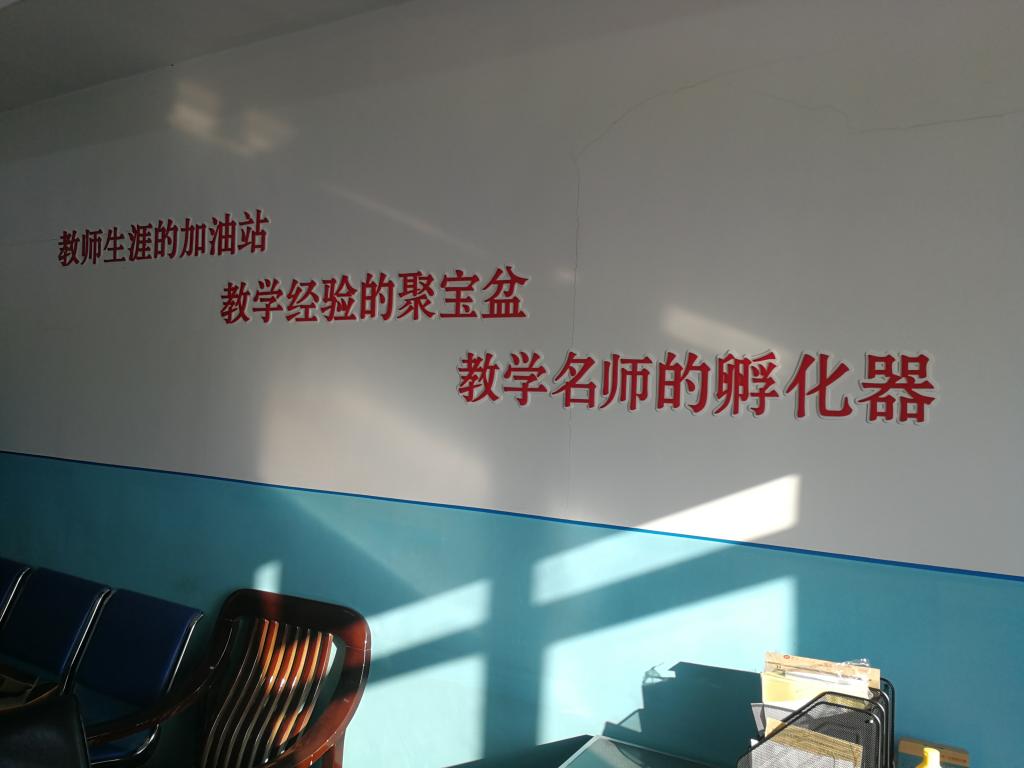 教师生涯的加油站
教学经验的聚宝盆
教学名师的孵化器